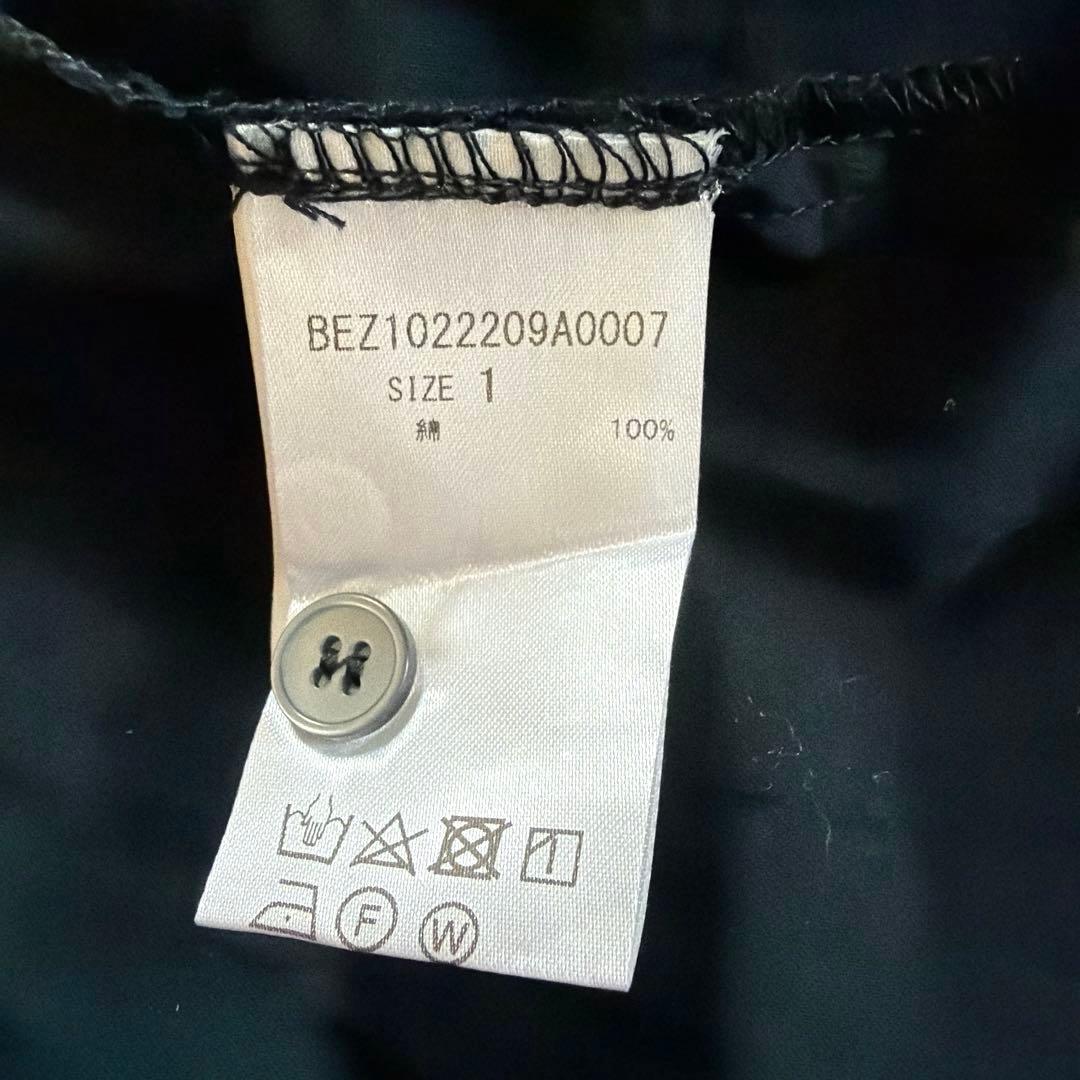 BEZ1022209A0007
SIZE 1
綿 100%
F
W